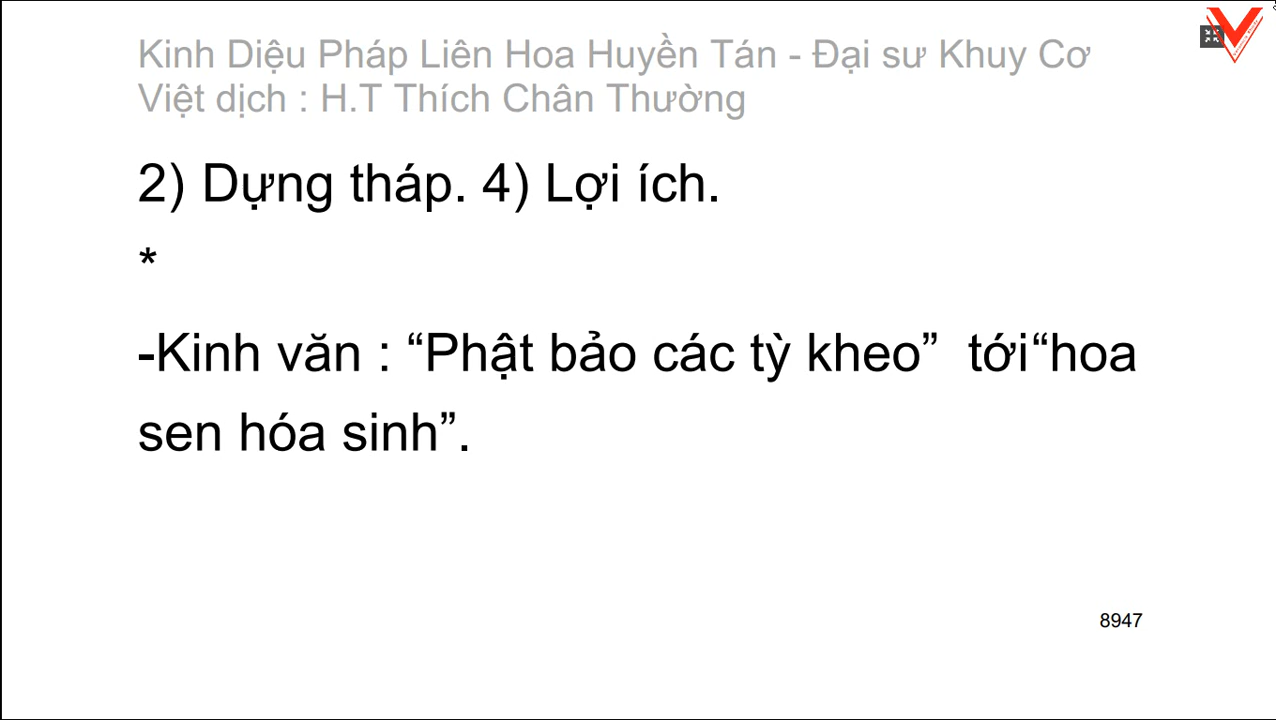 Kinh Diệu Pháp Liên Hoa Huyền Tán - Đại sư Khuy Cơ
Việt dịch : H.T Thích Chân Thường
2) Dựng tháp. 4) Lợi ích.
*
-Kinh văn : “Phật bảo các tỳ kheo”  tới“hoa
sen hóa sinh”.
8947